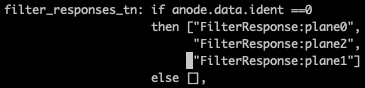 filter_responses_tn: if anode.data.ident ==0
then ["FilterResponse:plane0",
"FilterResponse:plane2",
"FilterResponse:plane1"]
else [],